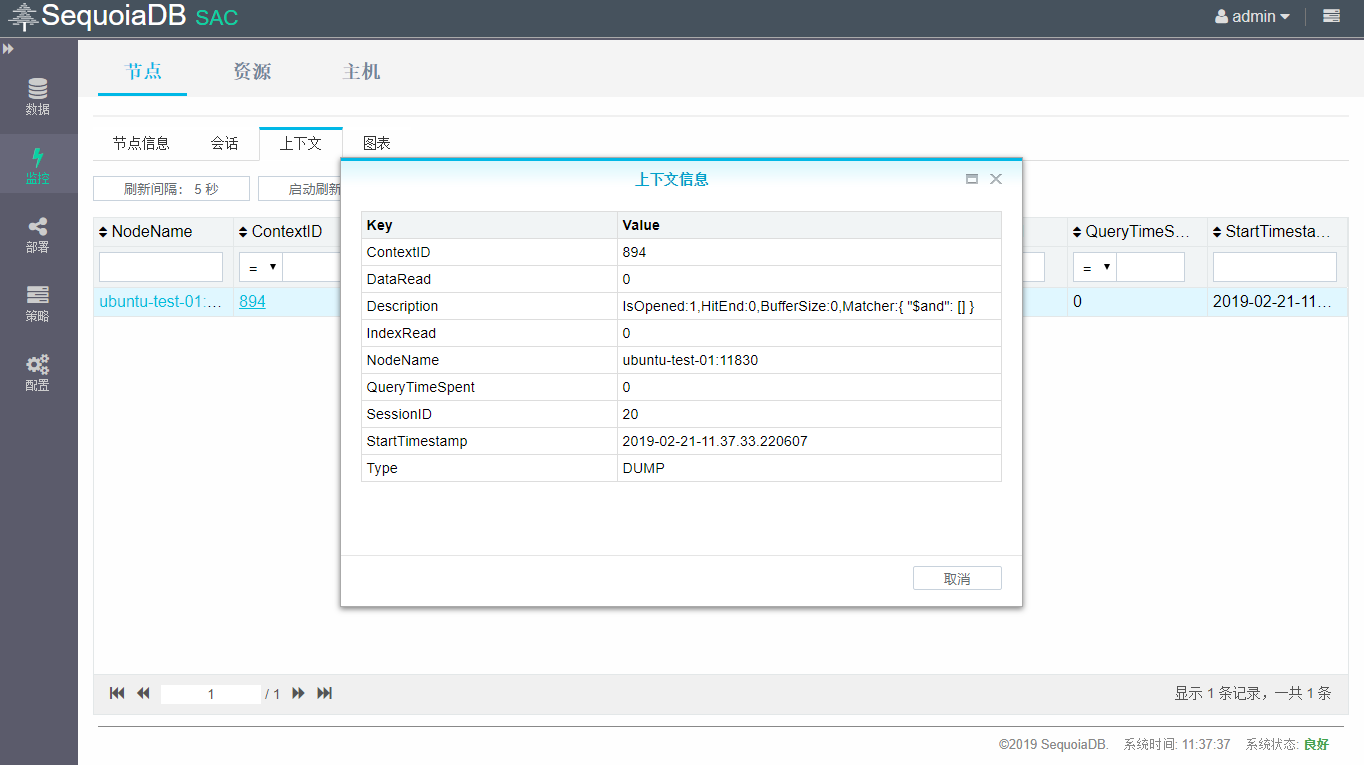 SequoiaDB SAC
admin
节点 资源 主机
数据
监控
部署
策略
配置
节点信息 会话 上下文 图表
刷新间隔: 5 秒 启动刷新
NodeName ContextID QueryTimeS... StartTimesta...
= =
ubuntu-test-01:... 894 0 2019-02-21-11...
上下文信息
Key Value
ContextID 894
DataRead 0
Description IsOpened:1,HitEnd:0,BufferSize:0,Matcher:{ "$and": [] }
IndexRead 0
NodeName ubuntu-test-01:11830
QueryTimeSpent 0
SessionID 20
StartTimestamp 2019-02-21-11.37.33.220607
Type DUMP
取消
1 / 1 显示 1 条记录，一共 1 条
©2019 SequoiaDB. 系统时间: 11:37:37 系统状态: 良好